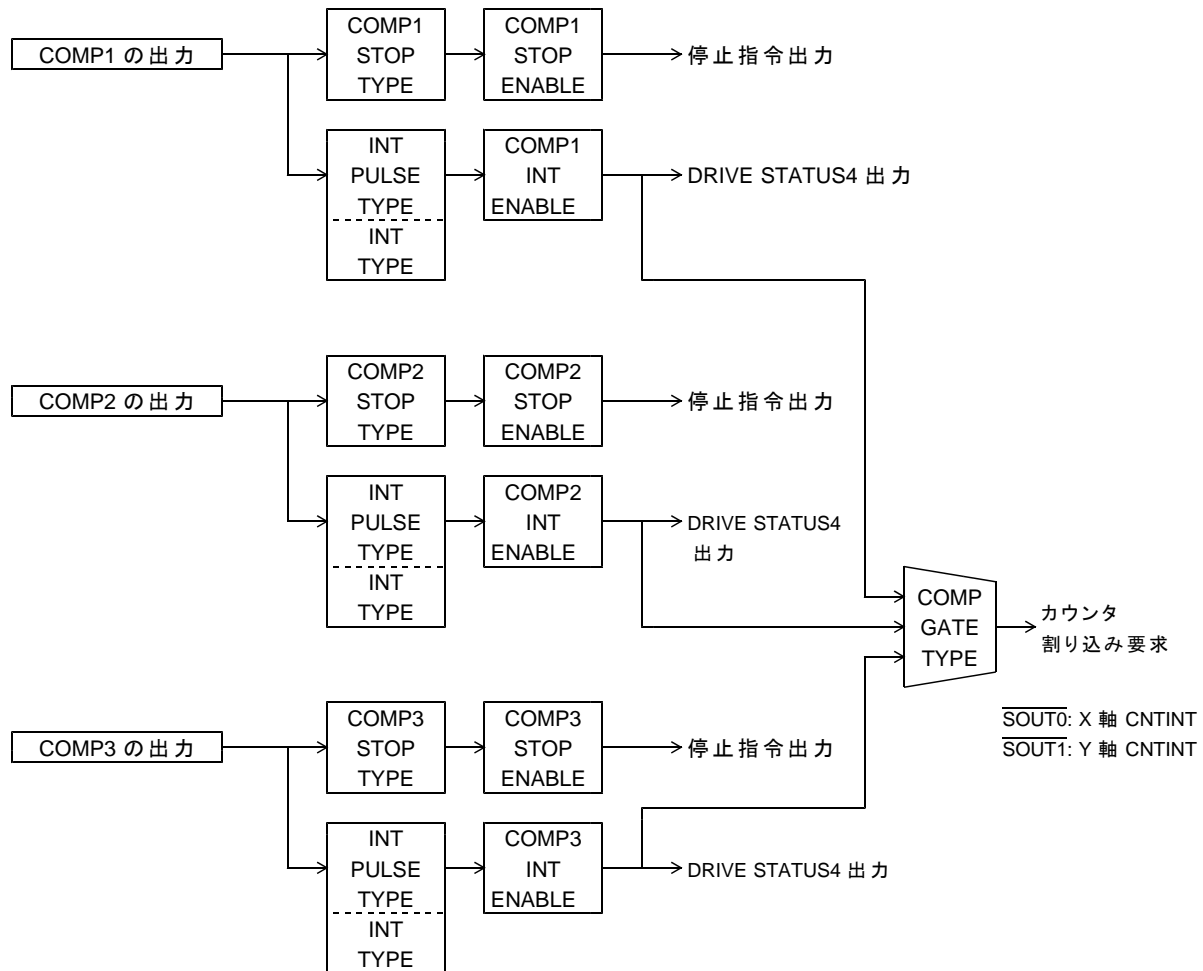 COMP1 の出力
COMP1
STOP
TYPE
COMP1
STOP
ENABLE
停止指令出力
INT
PULSE
TYPE
INT
TYPE
COMP1
INT
ENABLE
DRIVE STATUS4 出力
COMP2 の出力
COMP2
STOP
TYPE
COMP2
STOP
ENABLE
停止指令出力
INT
PULSE
TYPE
INT
TYPE
COMP2
INT
ENABLE
DRIVE STATUS4
出力
COMP
GATE
TYPE
カウンタ
割り込み要求
SOUT0: X 軸 CNTINT
SOUT1: Y 軸 CNTINT
COMP3 の出力
COMP3
STOP
TYPE
COMP3
STOP
ENABLE
停止指令出力
INT
PULSE
TYPE
INT
TYPE
COMP3
INT
ENABLE
DRIVE STATUS4 出力